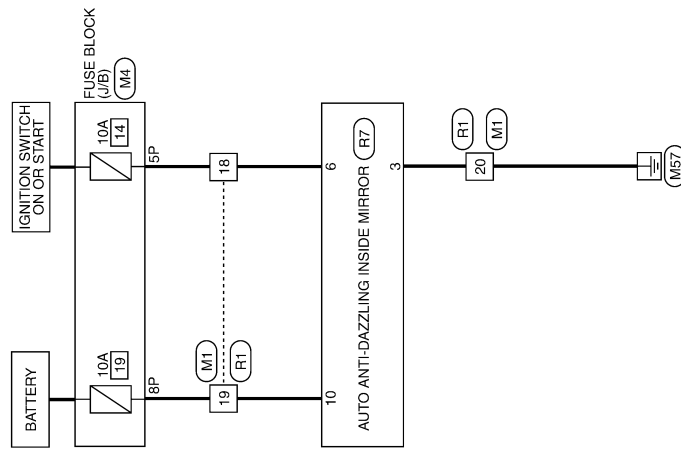 IGNITION SWITCH
ON OR START
BATTERY
FUSE BLOCK
(J/B)
M4
10A
19
10A
14
8P
5P
M1
19
R1
18
10
6
AUTO ANTI-DAZZLING INSIDE MIRROR
R7
3
R1
20
M1
M57